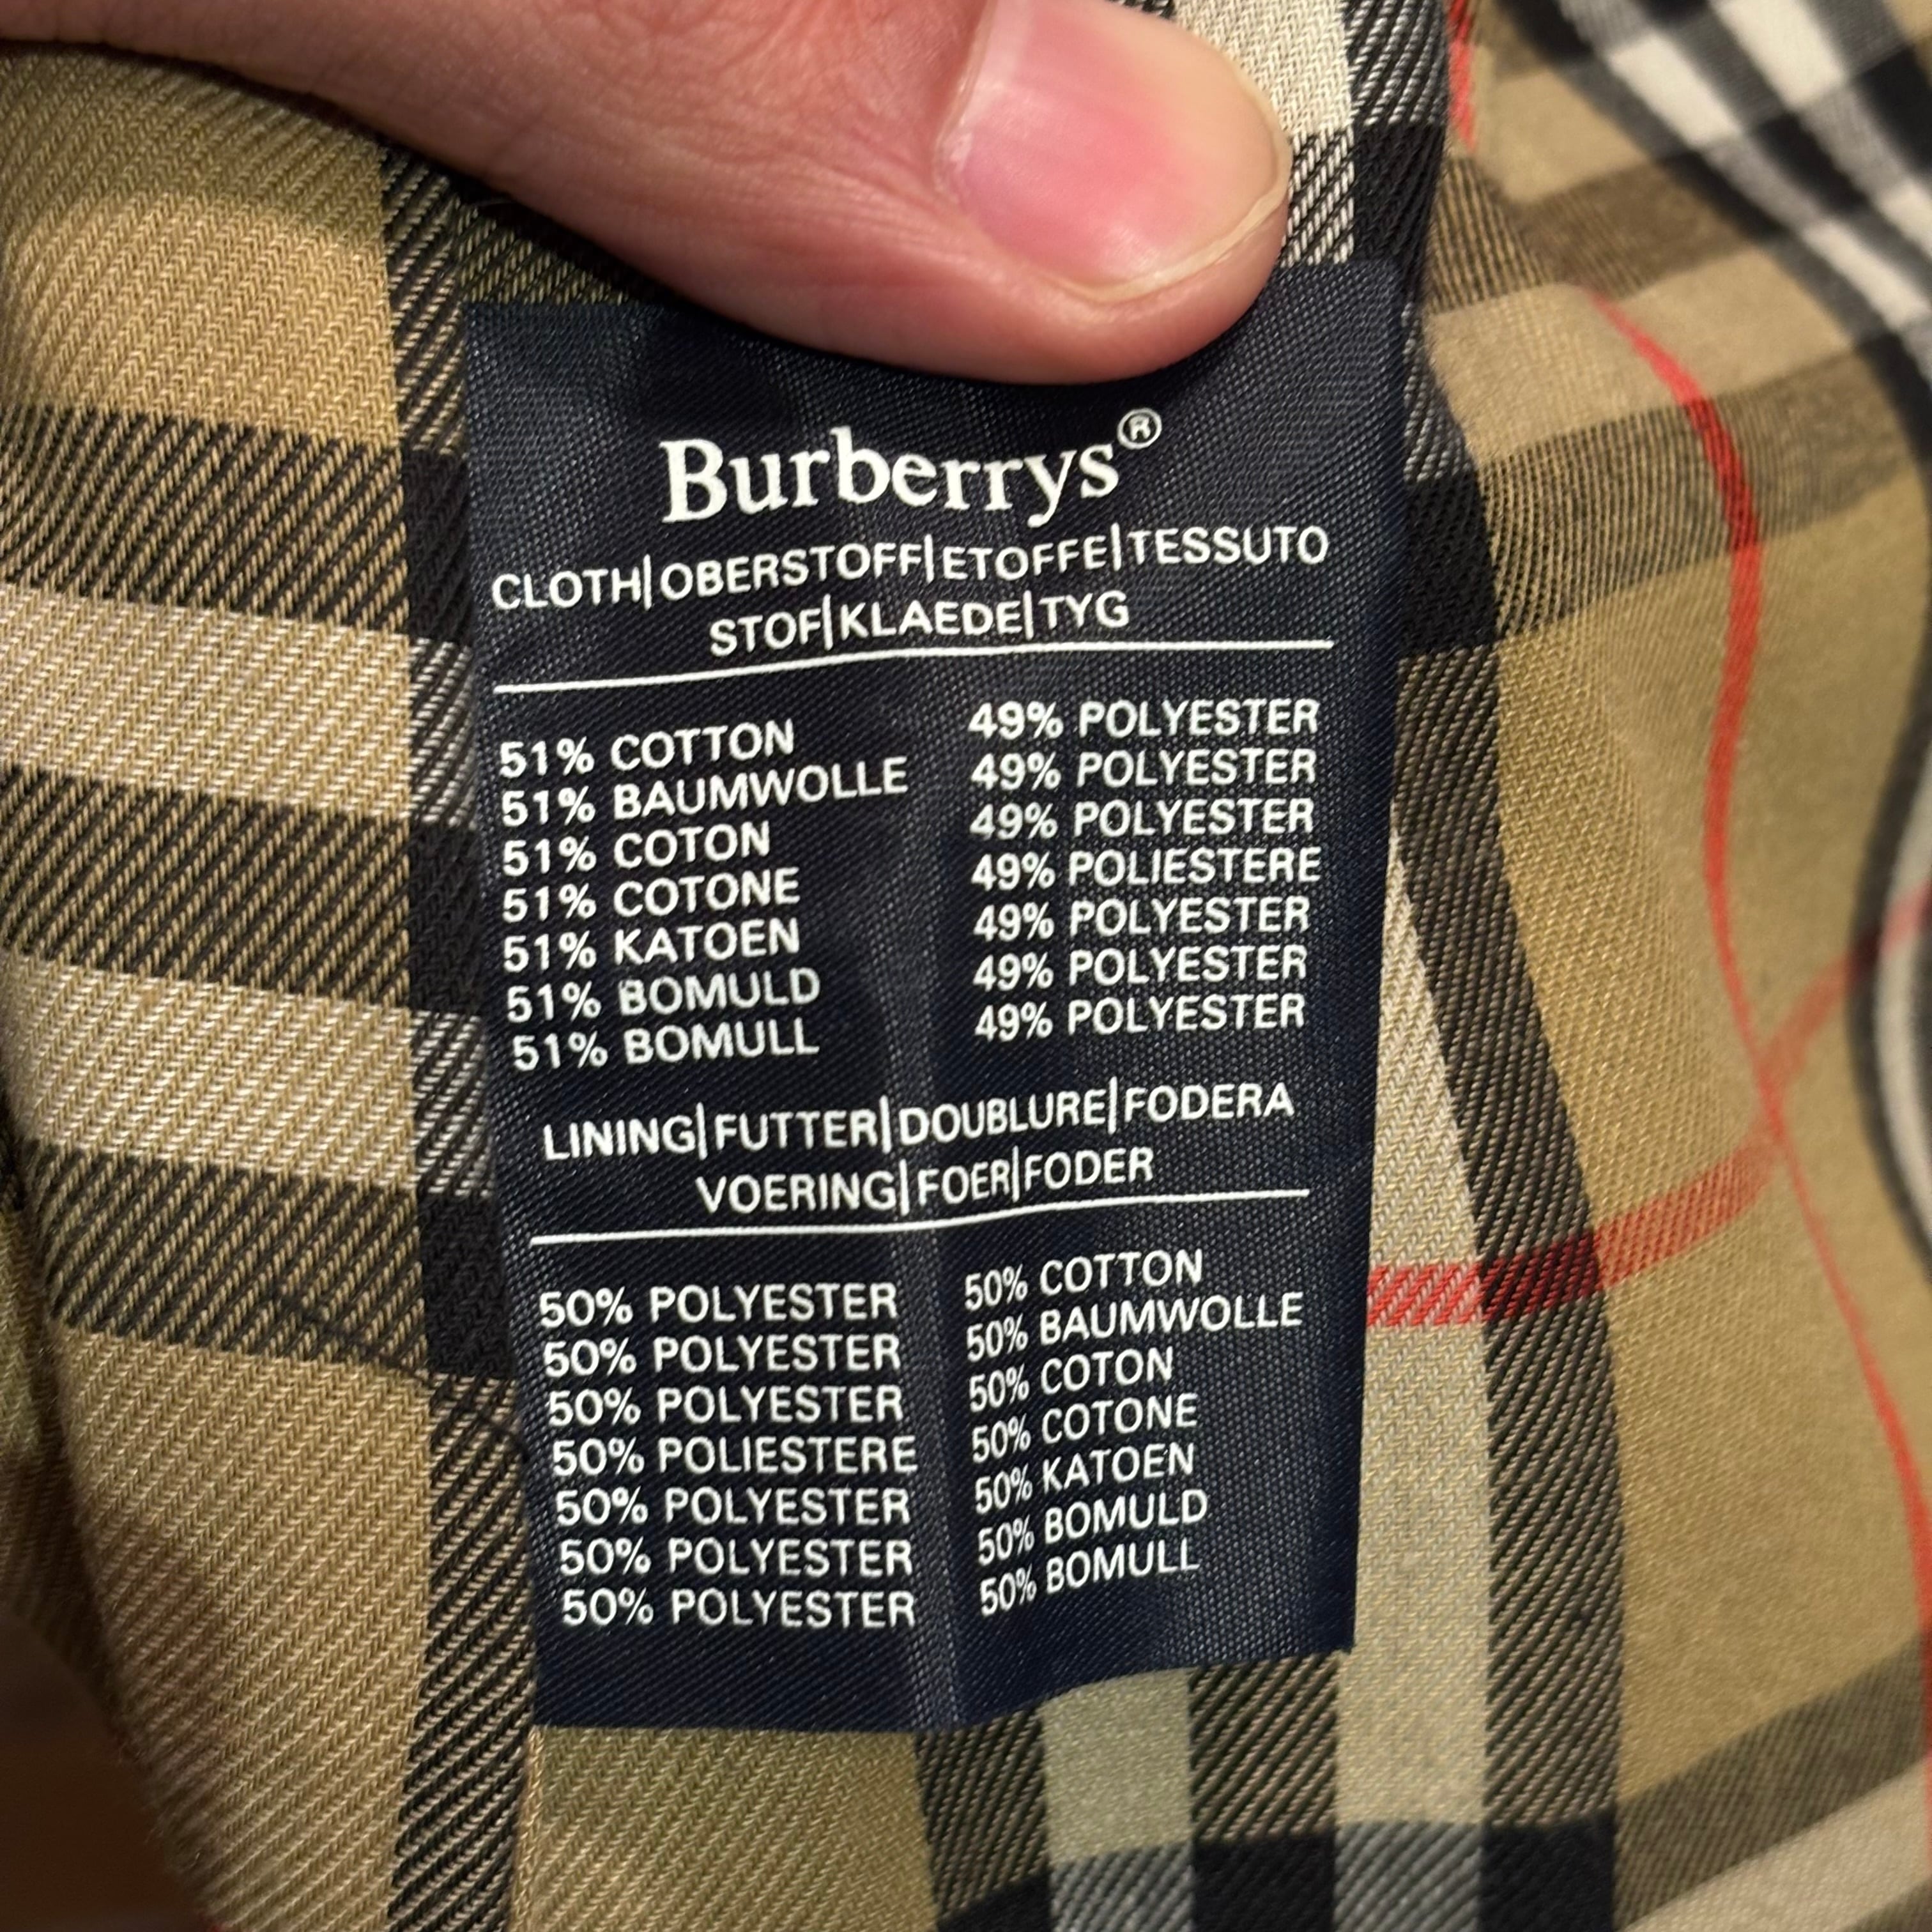 Burberrys®
CLOTH|OBERSTOFF|ETOFFE|TESSUTO
STOF|KLAEDE|TYG
51% COTTON 49% POLYESTER
51% BAUMWOLLE 49% POLYESTER
51% COTON 49% POLYESTER
51% COTONE 49% POLIESTERE
51% KATOEN 49% POLYESTER
51% BOMULD 49% POLYESTER
51% BOMULL 49% POLYESTER
LINING|FUTTER|DOUBLURE|FODERA
VOERING|FOER|FODER
50% POLYESTER 50% COTTON
50% POLYESTER 50% BAUMWOLLE
50% POLYESTER 50% COTON
50% POLIESTERE 50% COTONE
50% POLYESTER 50% KATOEN
50% POLYESTER 50% BOMULD
50% POLYESTER 50% BOMULL